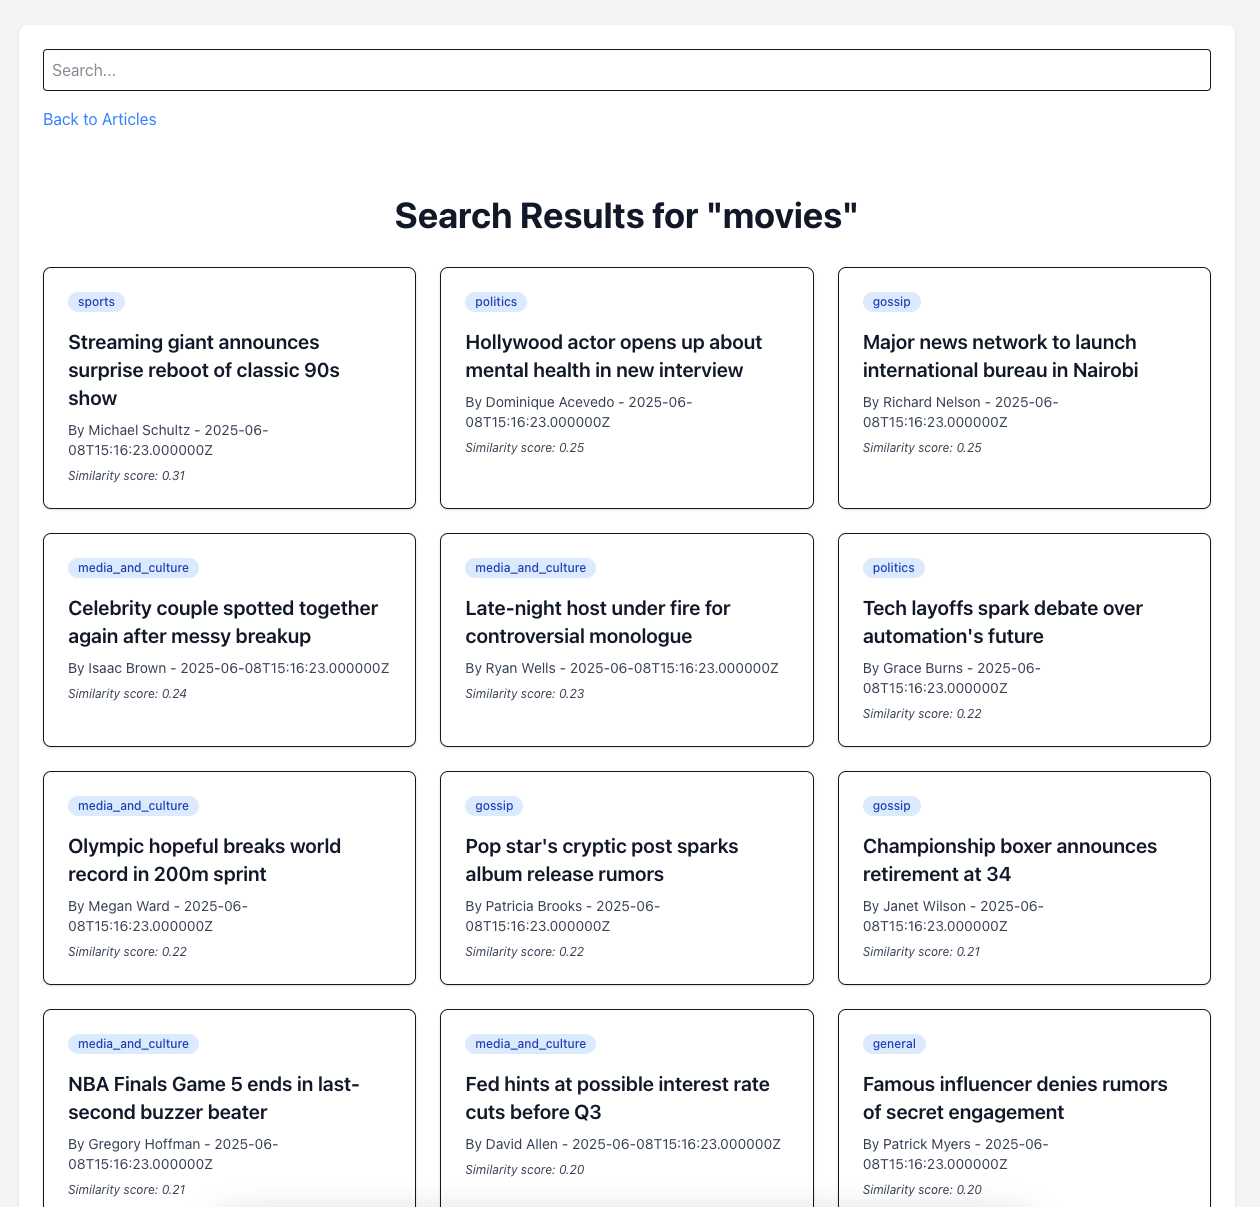 Search...
Back to Articles
Search Results for "movies"
sports
Streaming giant announces
surprise reboot of classic 90s
show
By Michael Schultz - 2025-06-
08T15:16:23.000000Z
Similarity score: 0.31
politics
Hollywood actor opens up about
mental health in new interview
By Dominique Acevedo - 2025-06-
08T15:16:23.000000Z
Similarity score: 0.25
gossip
Major news network to launch
international bureau in Nairobi
By Richard Nelson - 2025-06-
08T15:16:23.000000Z
Similarity score: 0.25
media_and_culture
Celebrity couple spotted together
again after messy breakup
By Isaac Brown - 2025-06-08T15:16:23.000000Z
Similarity score: 0.24
media_and_culture
Late-night host under fire for
controversial monologue
By Ryan Wells - 2025-06-08T15:16:23.000000Z
Similarity score: 0.23
politics
Tech layoffs spark debate over
automation's future
By Grace Burns - 2025-06-
08T15:16:23.000000Z
Similarity score: 0.22
media_and_culture
Olympic hopeful breaks world
record in 200m sprint
By Megan Ward - 2025-06-
08T15:16:23.000000Z
Similarity score: 0.22
gossip
Pop star's cryptic post sparks
album release rumors
By Patricia Brooks - 2025-06-
08T15:16:23.000000Z
Similarity score: 0.22
gossip
Championship boxer announces
retirement at 34
By Janet Wilson - 2025-06-
08T15:16:23.000000Z
Similarity score: 0.21
media_and_culture
NBA Finals Game 5 ends in last-
second buzzer beater
By Gregory Hoffman - 2025-06-
08T15:16:23.000000Z
Similarity score: 0.21
media_and_culture
Fed hints at possible interest rate
cuts before Q3
By David Allen - 2025-06-08T15:16:23.000000Z
Similarity score: 0.20
general
Famous influencer denies rumors
of secret engagement
By Patrick Myers - 2025-06-
08T15:16:23.000000Z
Similarity score: 0.20